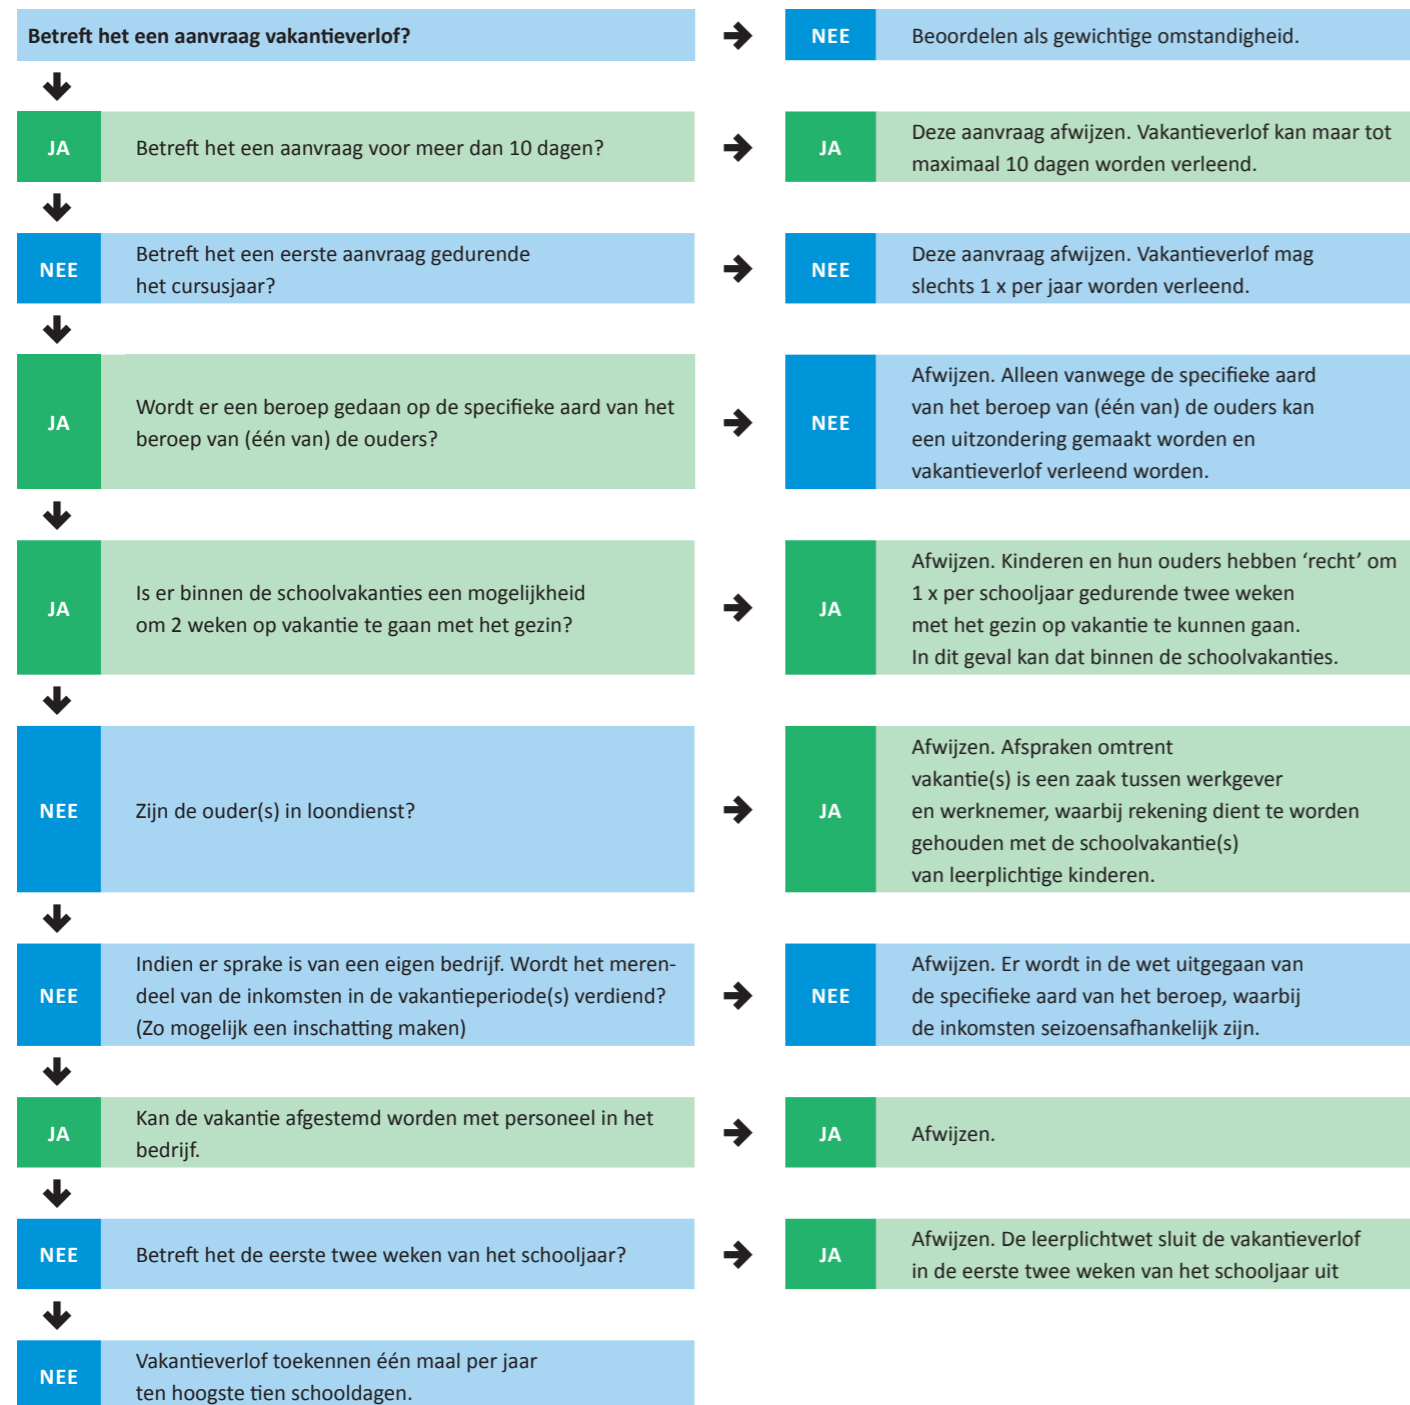 Betreft het een aanvraag vakantieverlof?
NEE
Beoordelen als gewichtige omstandigheid.
JA
Betreft het een aanvraag voor meer dan 10 dagen?
JA
Deze aanvraag afwijzen. Vakantieverlof kan maar tot
maximaal 10 dagen worden verleend.
NEE
Betreft het een eerste aanvraag gedurende
het cursusjaar?
NEE
Deze aanvraag afwijzen. Vakantieverlof mag
slechts 1 x per jaar worden verleend.
JA
Wordt er een beroep gedaan op de specifieke aard van het
beroep van (één van) de ouders?
NEE
Afwijzen. Alleen vanwege de specifieke aard
van het beroep van (één van) de ouders kan
een uitzondering gemaakt worden en
vakantieverlof verleend worden.
JA
Is er binnen de schoolvakanties een mogelijkheid
om 2 weken op vakantie te gaan met het gezin?
JA
Afwijzen. Kinderen en hun ouders hebben ‘recht’ om
1 x per schooljaar gedurende twee weken
met het gezin op vakantie te kunnen gaan.
In dit geval kan dat binnen de schoolvakanties.
NEE
Zijn de ouder(s) in loondienst?
JA
Afwijzen. Afspraken omtrent
vakantie(s) is een zaak tussen werkgever
en werknemer, waarbij rekening dient te worden
gehouden met de schoolvakantie(s)
van leerplichtige kinderen.
NEE
Indien er sprake is van een eigen bedrijf. Wordt het meren-
deel van de inkomsten in de vakantieperiode(s) verdiend?
(Zo mogelijk een inschatting maken)
NEE
Afwijzen. Er wordt in de wet uitgegaan van
de specifieke aard van het beroep, waarbij
de inkomsten seizoensafhankelijk zijn.
JA
Kan de vakantie afgestemd worden met personeel in het
bedrijf.
JA
Afwijzen.
NEE
Betreft het de eerste twee weken van het schooljaar?
JA
Afwijzen. De leerplichtwet sluit de vakantieverlof
in de eerste twee weken van het schooljaar uit
NEE
Vakantieverlof toekennen één maal per jaar
ten hoogste tien schooldagen.